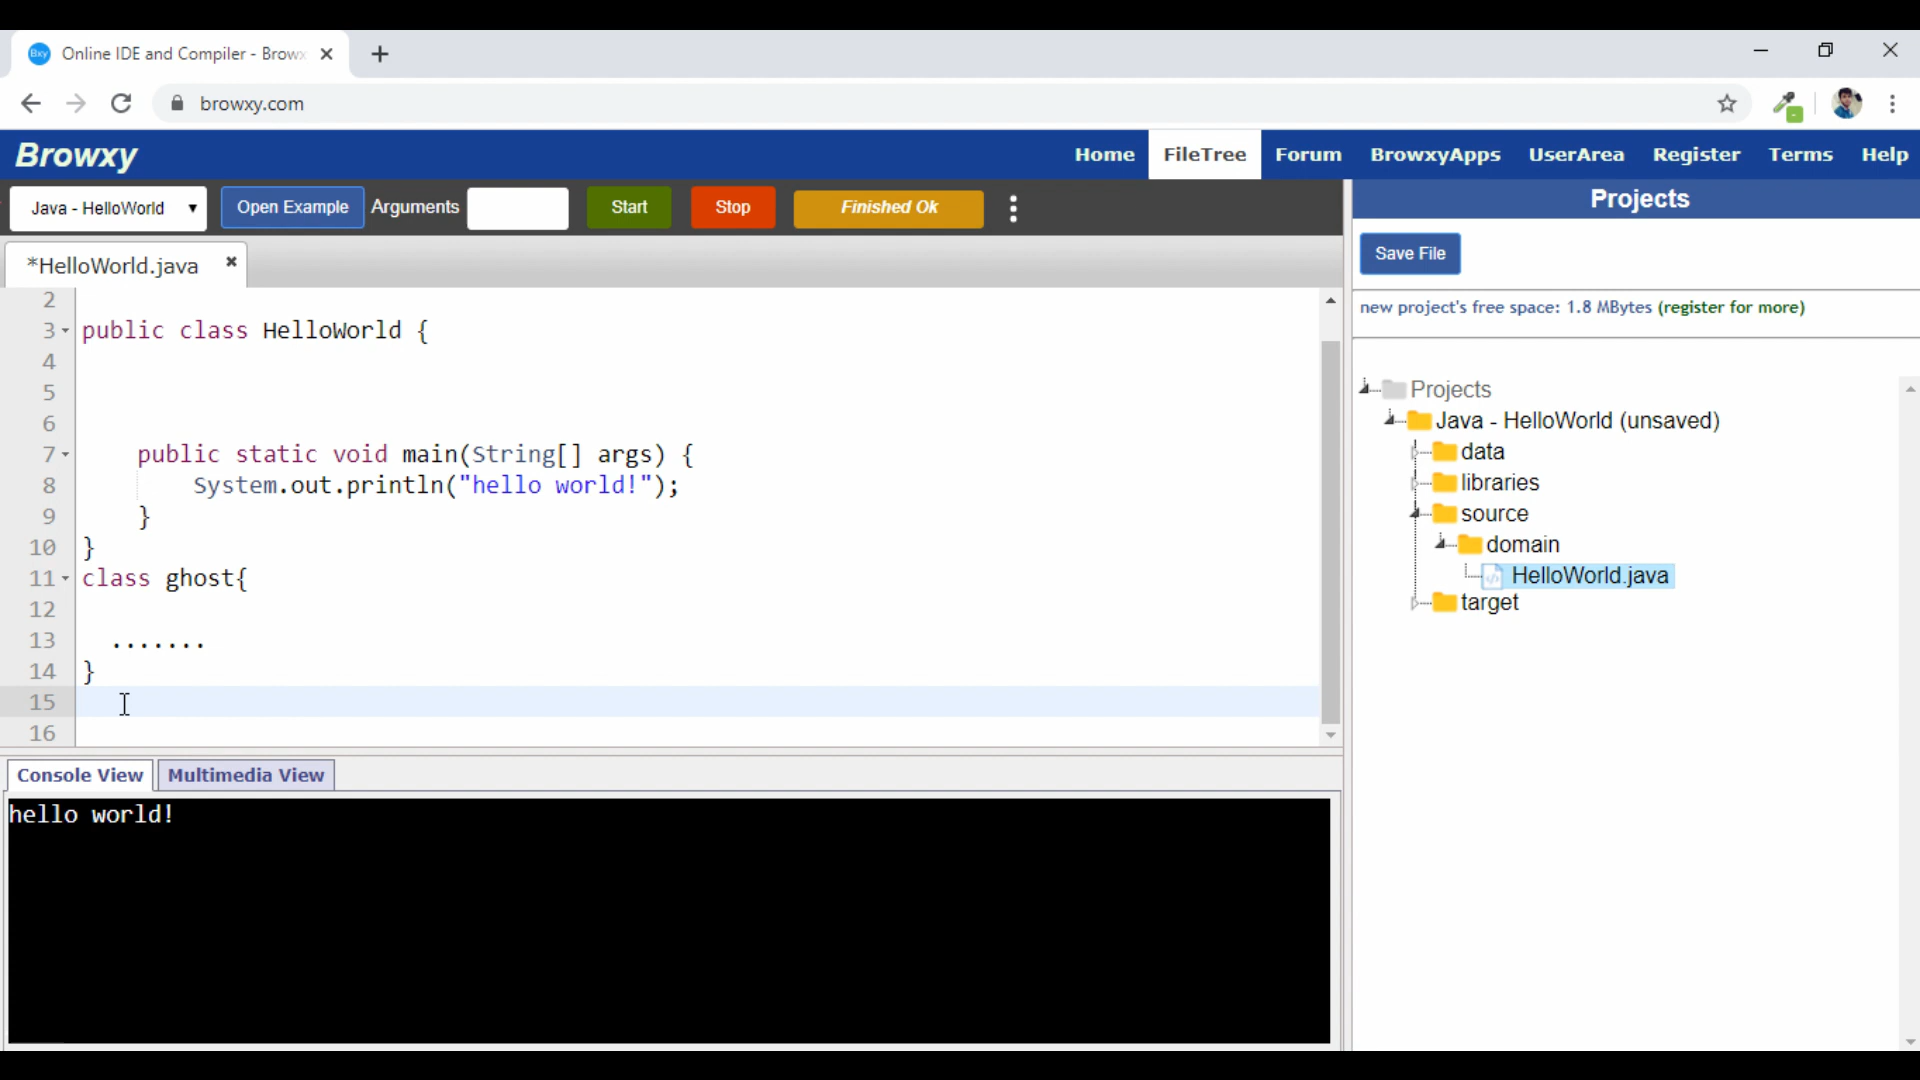 Bxy Online IDE and Compiler - Brow
browxy.com
Browxy
Home FileTree Forum BrowxyApps UserArea Register Terms Help
Java - HelloWorld Open Example Arguments Start Stop Finished Ok
Projects
*HelloWorld.java
Save File
new project's free space: 1.8 MBytes (register for more)
2
3 public class HelloWorld {
4
5
6
7 public static void main(String[] args) {
8 System.out.println("hello world!");
9 }
10 }
11 class ghost{
12
13 .......
14 }
15
16
Projects
Java - HelloWorld (unsaved)
data
libraries
source
domain
HelloWorld.java
target
Console View Multimedia View
hello world!